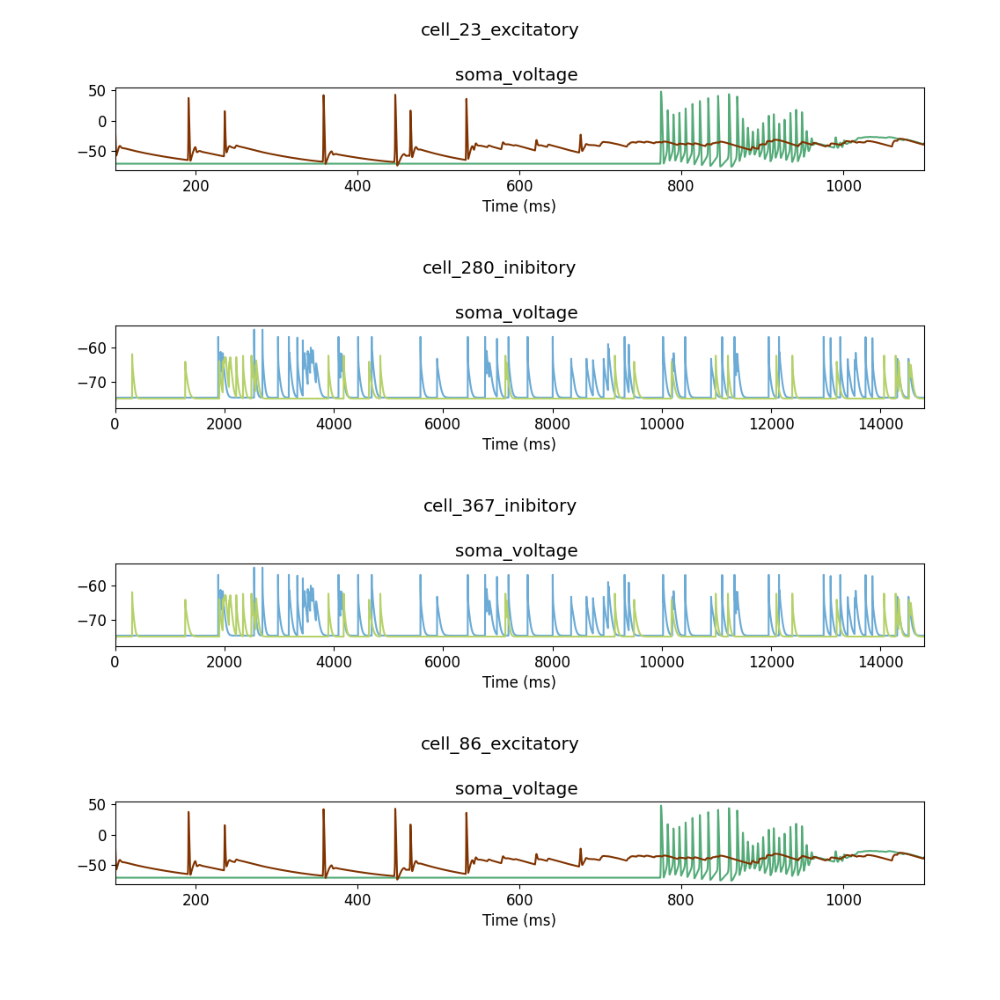 cell_23_excitatory
soma_voltage
50
0
−50
200 400 600 800 1000
Time (ms)
cell_280_inibitory
soma_voltage
−60
−70
0 2000 4000 6000 8000 10000 12000 14000
Time (ms)
cell_367_inibitory
soma_voltage
−60
−70
0 2000 4000 6000 8000 10000 12000 14000
Time (ms)
cell_86_excitatory
soma_voltage
50
0
−50
200 400 600 800 1000
Time (ms)